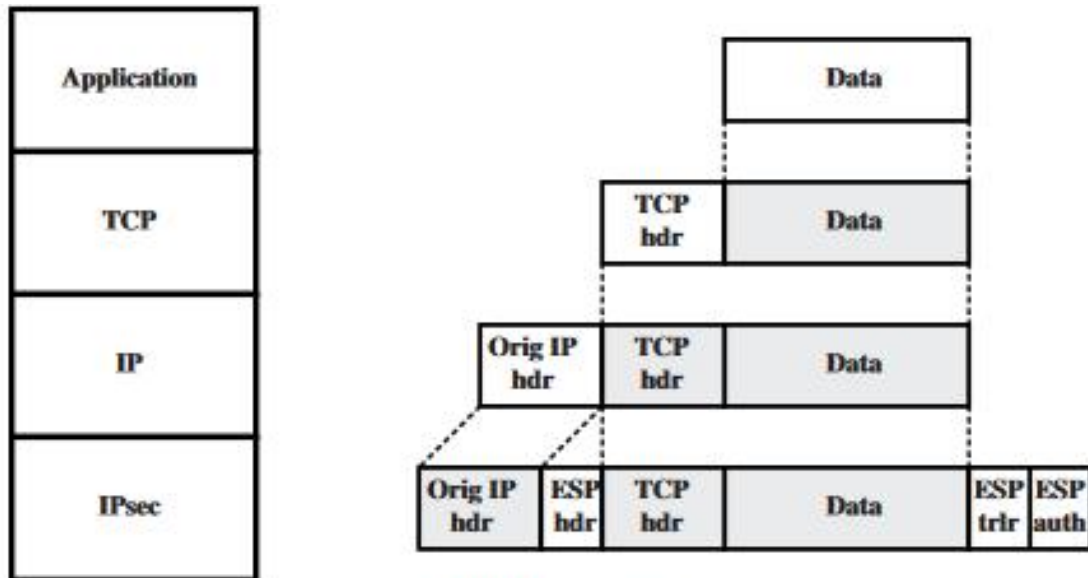 Application
Data
TCP
TCP
hdr
Data
IP
Orig IP
hdr
TCP
hdr
Data
IPsec
Orig IP
hdr
ESP
hdr
TCP
hdr
Data
ESP
trlr
ESP
auth